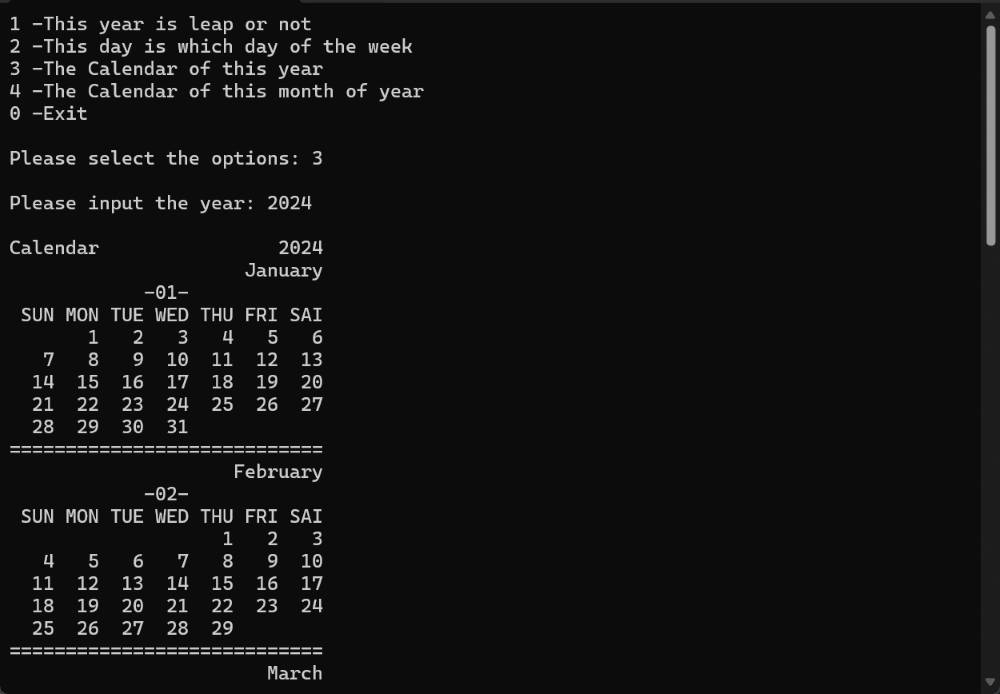 1 -This year is leap or not
2 -This day is which day of the week
3 -The Calendar of this year
4 -The Calendar of this month of year
0 -Exit
Please select the options: 3
Please input the year: 2024
Calendar                2024
                     January
            -01-
 SUN MON TUE WED THU FRI SAI
       1   2   3   4   5   6
   7   8   9  10  11  12  13
  14  15  16  17  18  19  20
  21  22  23  24  25  26  27
  28  29  30  31
============================
                    February
            -02-
 SUN MON TUE WED THU FRI SAI
                   1   2   3
   4   5   6   7   8   9  10
  11  12  13  14  15  16  17
  18  19  20  21  22  23  24
  25  26  27  28  29
============================
                       March